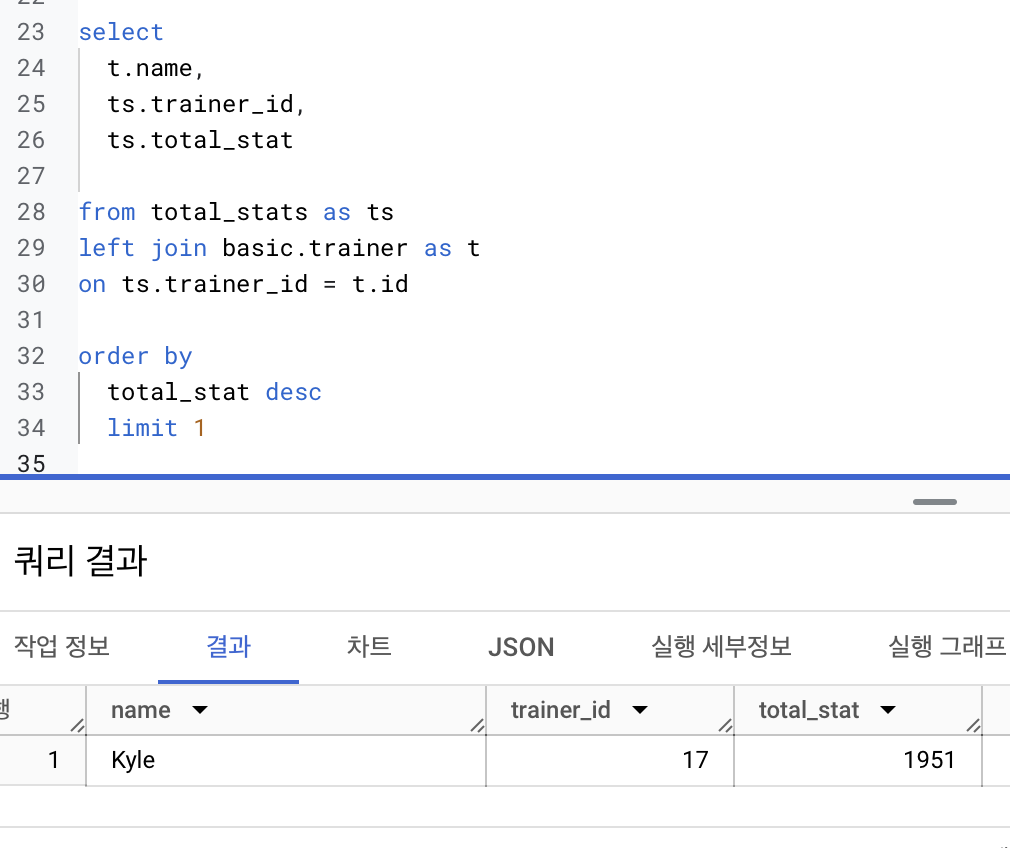 22
23 select
24 t.name,
25 ts.trainer_id,
26 ts.total_stat
27
28 from total_stats as ts
29 left join basic.trainer as t
30 on ts.trainer_id = t.id
31
32 order by
33 total_stat desc
34 limit 1
35
쿼리 결과
작업 정보 결과 차트 JSON 실행 세부정보 실행 그래프
행 name trainer_id total_stat
1 Kyle 17 1951